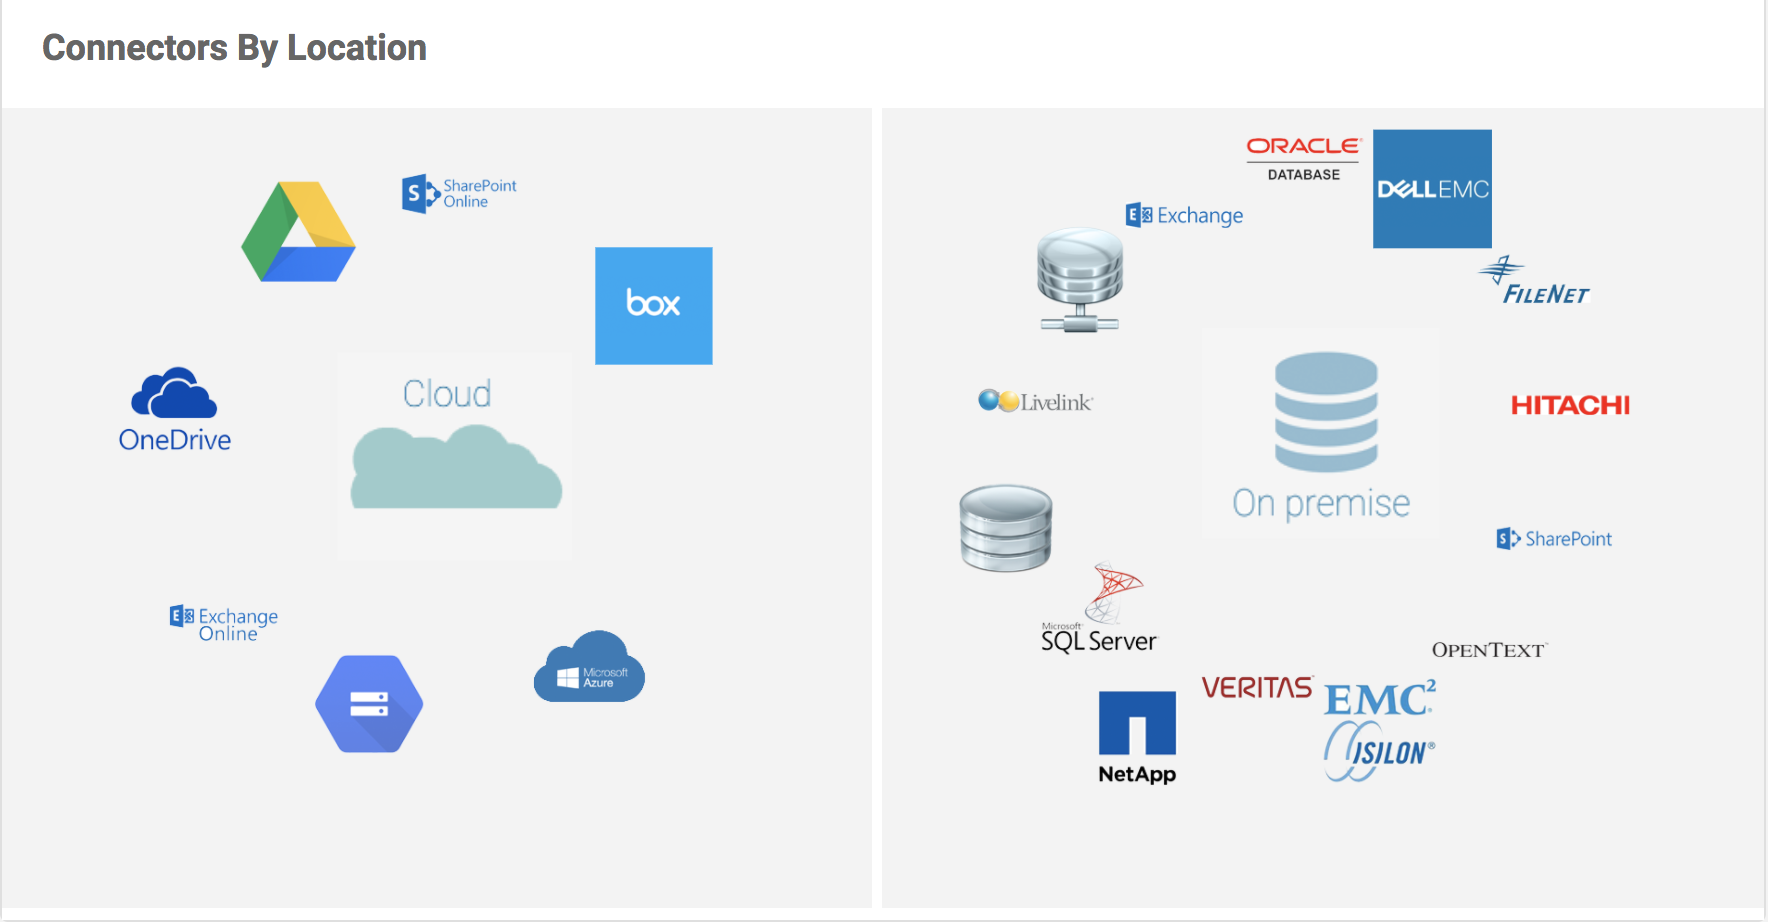 Connectors By Location
SharePoint
Online
box
Cloud
OneDrive
Exchange
Online
Microsoft
Azure
ORACLE
DATABASE
DELLEMC
Exchange
FILENET
Livelink
HITACHI
On premise
SharePoint
Microsoft
SQL Server
OPENTEXT™
VERITAS
EMC²
ISILON®
NetApp